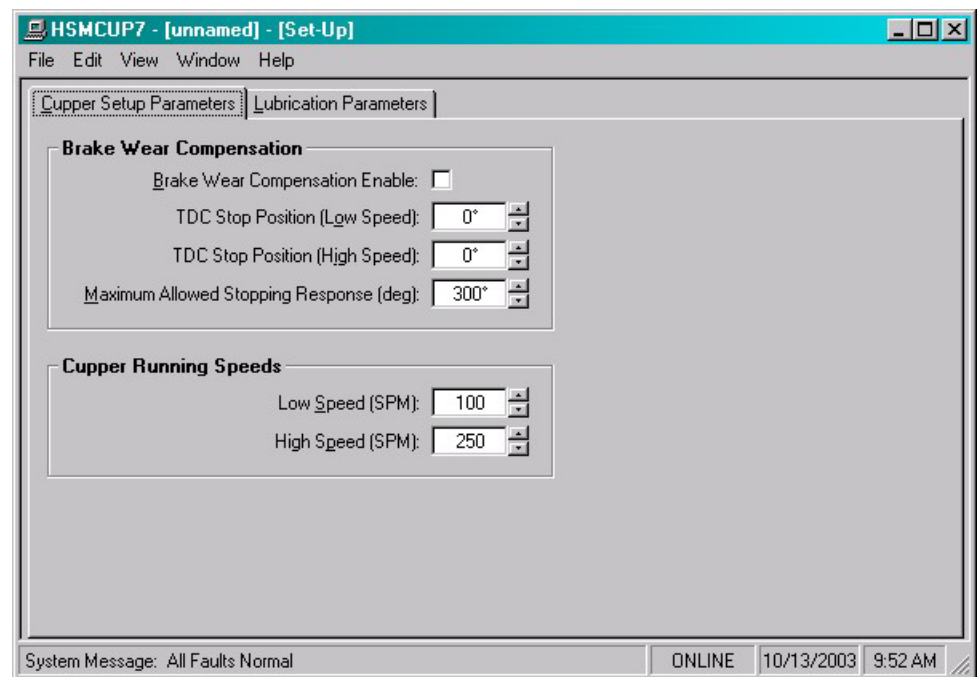 HSMCUP7 - [unnamed] - [Set-Up]
File Edit View Window Help
Cupper Setup Parameters Lubrication Parameters
Brake Wear Compensation
Brake Wear Compensation Enable:
TDC Stop Position (Low Speed): 0°
TDC Stop Position (High Speed): 0°
Maximum Allowed Stopping Response (deg): 300°
Cupper Running Speeds
Low Speed (SPM): 100
High Speed (SPM): 250
System Message: All Faults Normal ONLINE 10/13/2003 9:52 AM